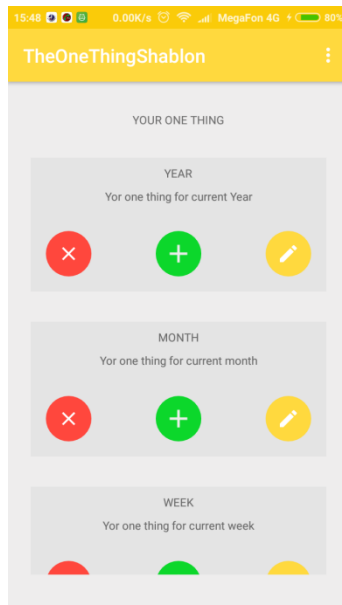 15:48 0.00K/s MegaFon 4G 80%
TheOneThingShablon
YOUR ONE THING
YEAR
Yor one thing for current Year
MONTH
Yor one thing for current month
WEEK
Yor one thing for current week